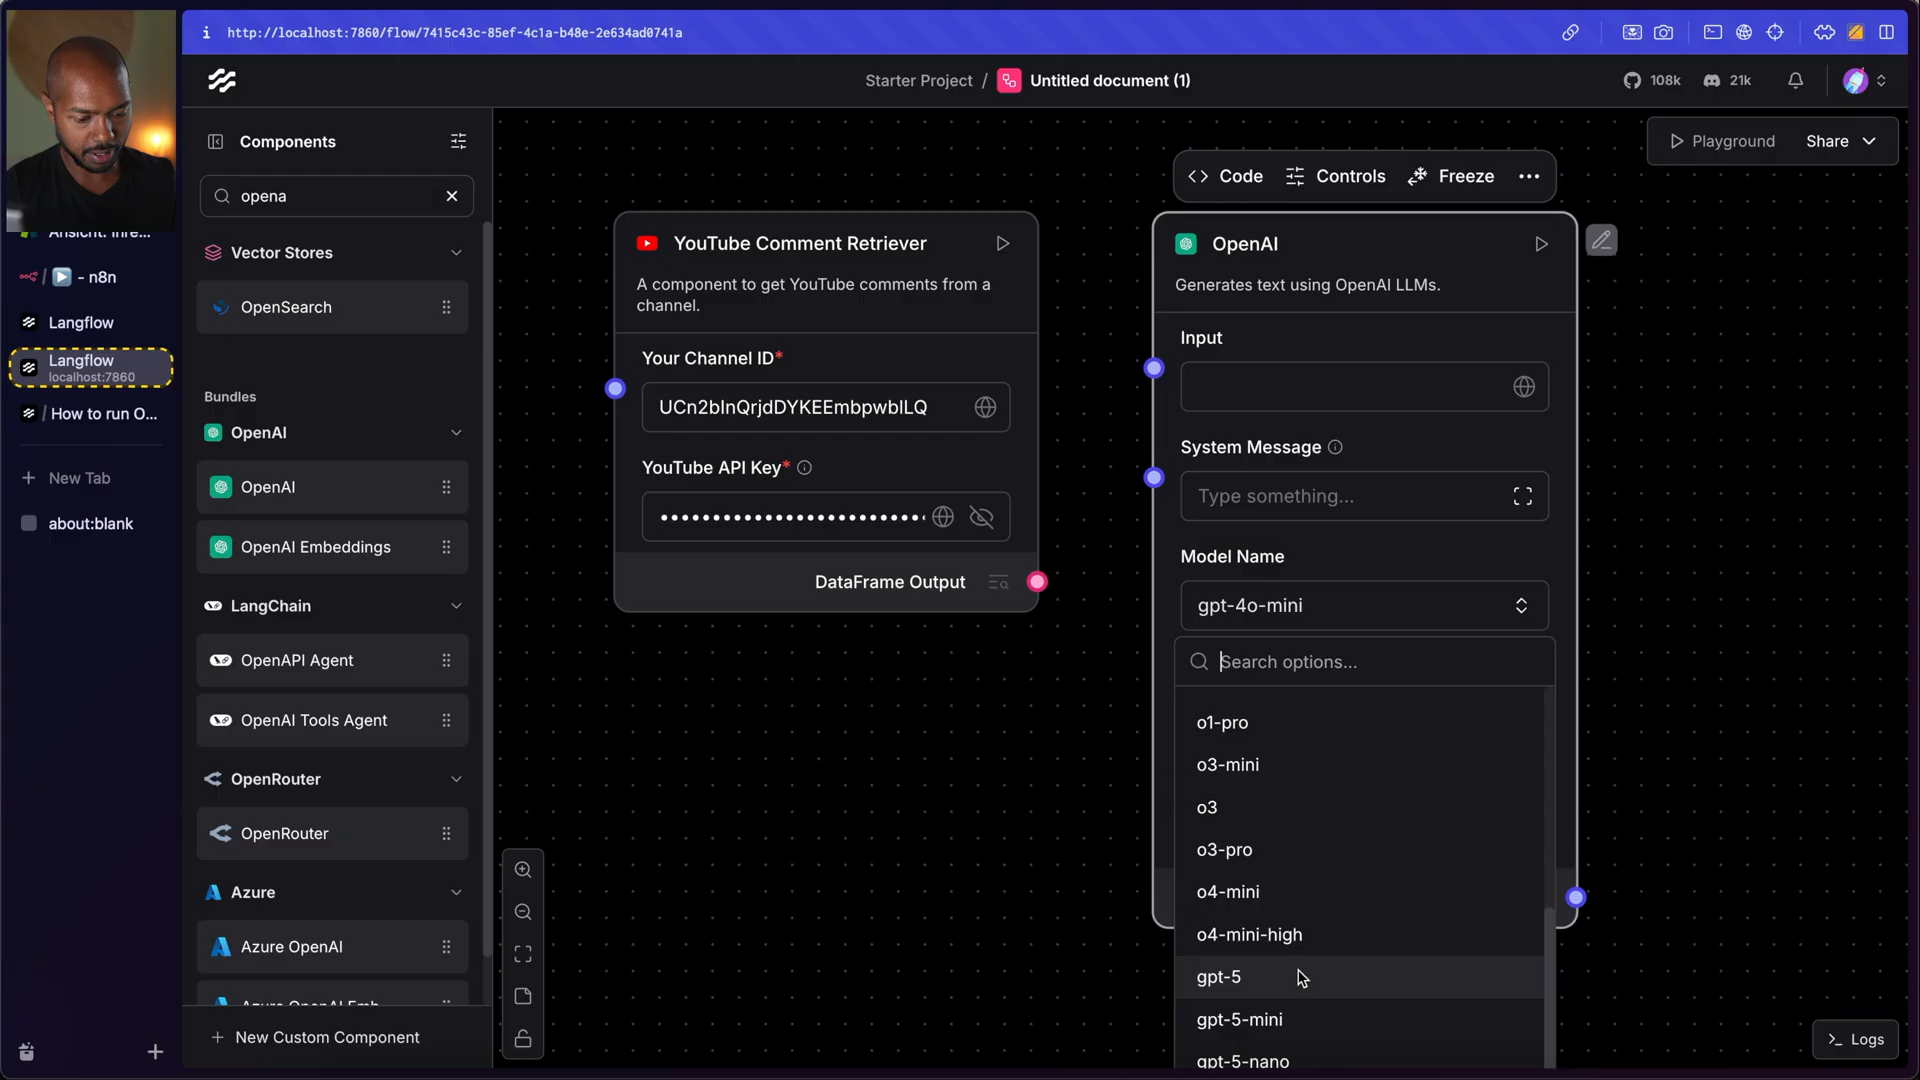 http://localhost:7860/flow/7415c43c-85ef-4c1a-b48e-2e634ad0741a
Starter Project / Untitled document (1)
108k
21k
Components
opena
Vector Stores
OpenSearch
Bundles
OpenAI
OpenAI
OpenAI Embeddings
LangChain
OpenAPI Agent
OpenAI Tools Agent
OpenRouter
OpenRouter
Azure
Azure OpenAI
Azure OpenAI Emb
New Custom Component
Ansicht: Inre...
/ - n8n
Langflow
Langflow
localhost:7860
/ How to run O...
New Tab
about:blank
YouTube Comment Retriever
A component to get YouTube comments from a
channel.
Your Channel ID*
UCn2bInQrjdDYKEEmbpwblLQ
YouTube API Key*
DataFrame Output
Code
Controls
Freeze
Playground
Share
OpenAI
Generates text using OpenAI LLMs.
Input
System Message
Type something...
Model Name
gpt-4o-mini
Search options...
o1-pro
o3-mini
o3
o3-pro
o4-mini
o4-mini-high
gpt-5
gpt-5-mini
gpt-5-nano
Logs